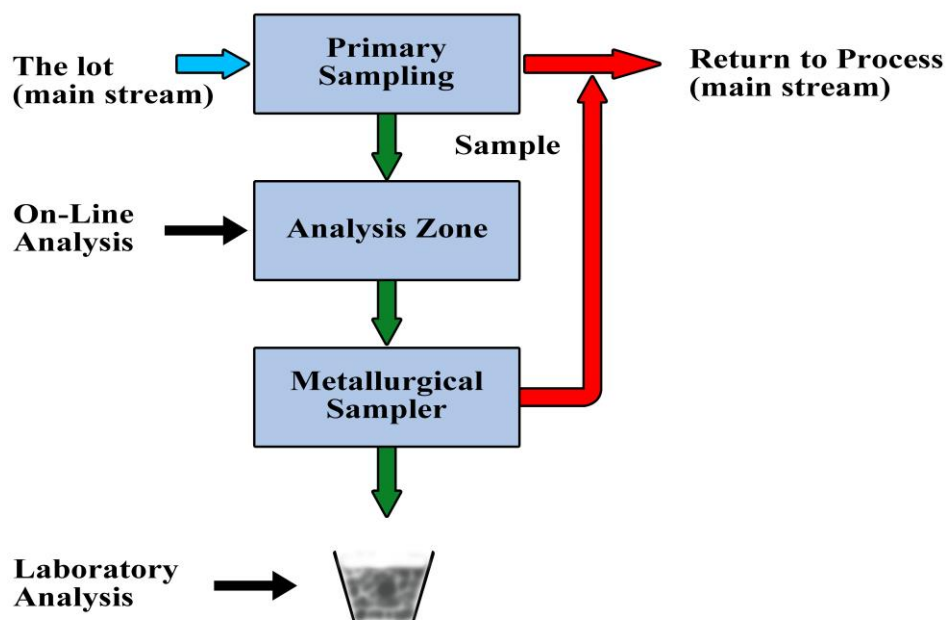 Primary
Sampling
The lot
(main stream)
Return to Process
(main stream)
Sample
On-Line
Analysis
Analysis Zone
Metallurgical
Sampler
Laboratory
Analysis